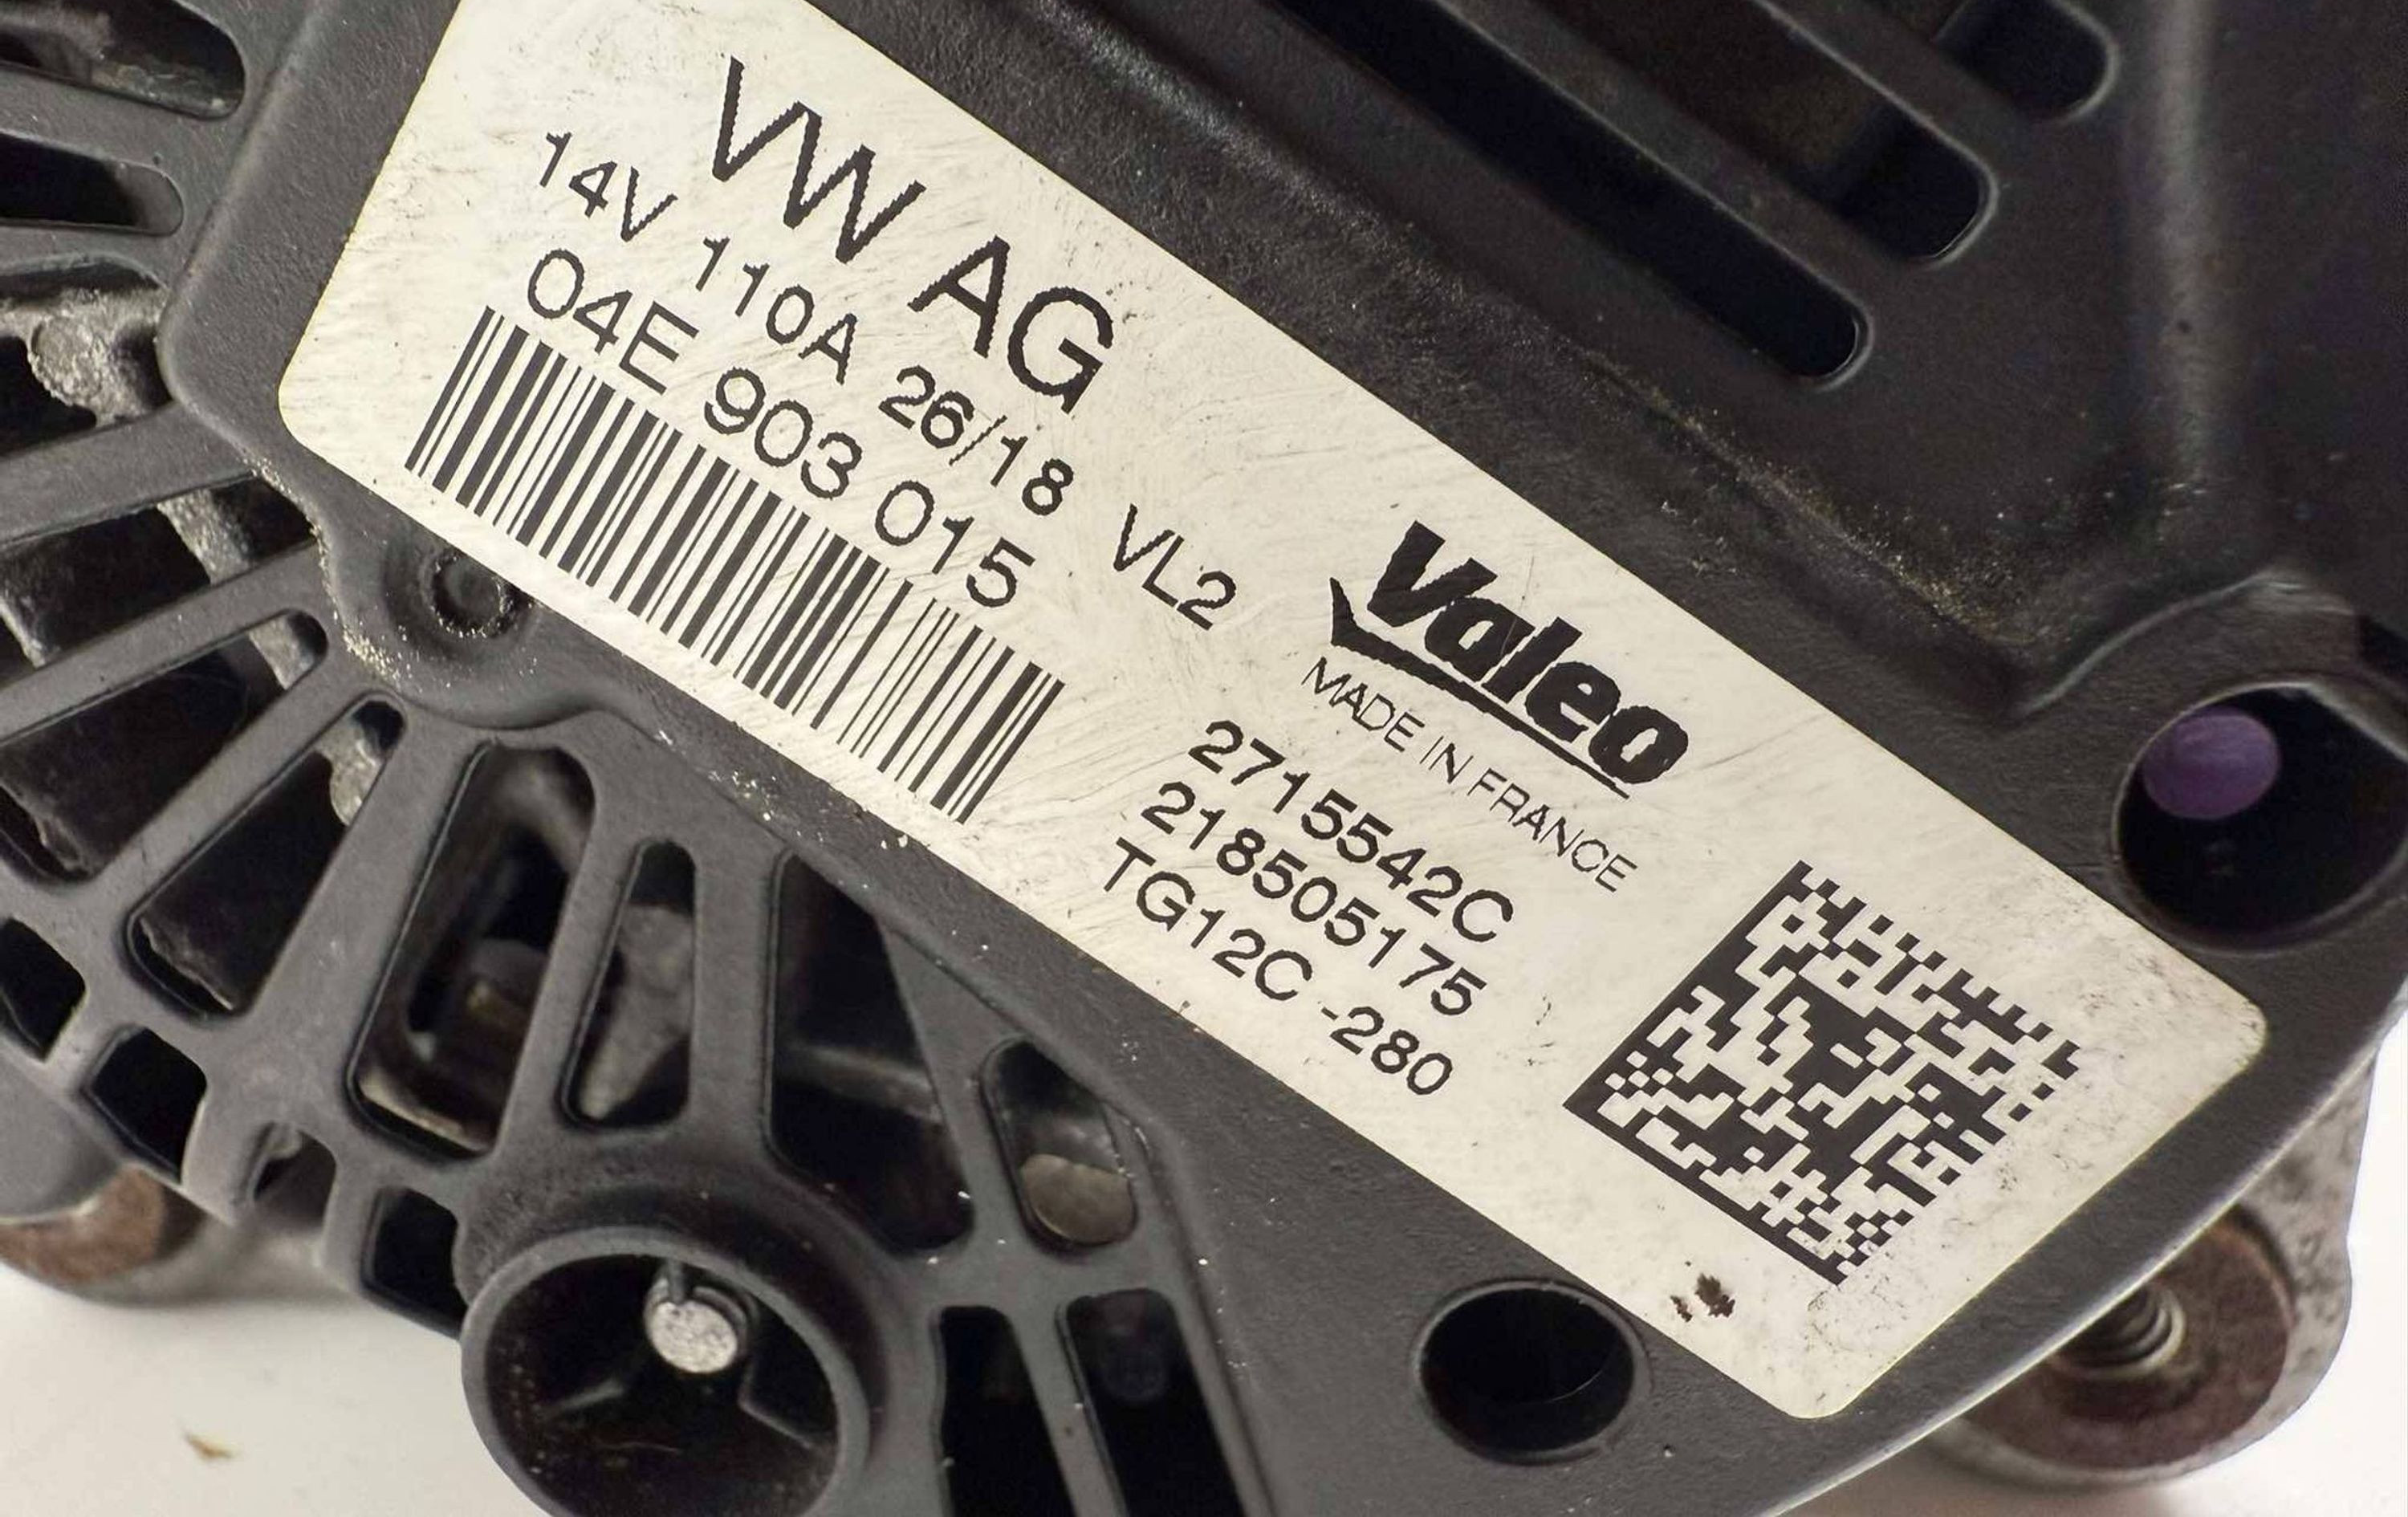 VW AG
14V 110A 26/18 VL2
04E 903 015
Valeo
MADE IN FRANCE
2715542C
218505175
TG12C -280